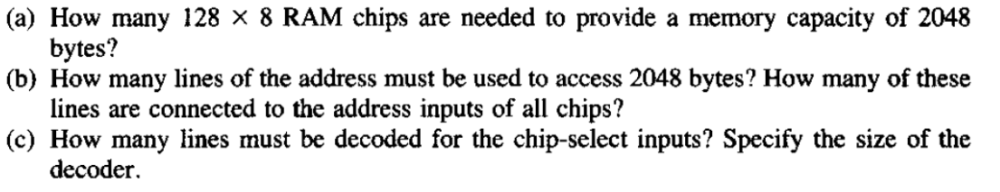 (a) How many 128 × 8 RAM chips are needed to provide a memory capacity of 2048
bytes?
(b) How many lines of the address must be used to access 2048 bytes? How many of these
lines are connected to the address inputs of all chips?
(c) How many lines must be decoded for the chip-select inputs? Specify the size of the
decoder.